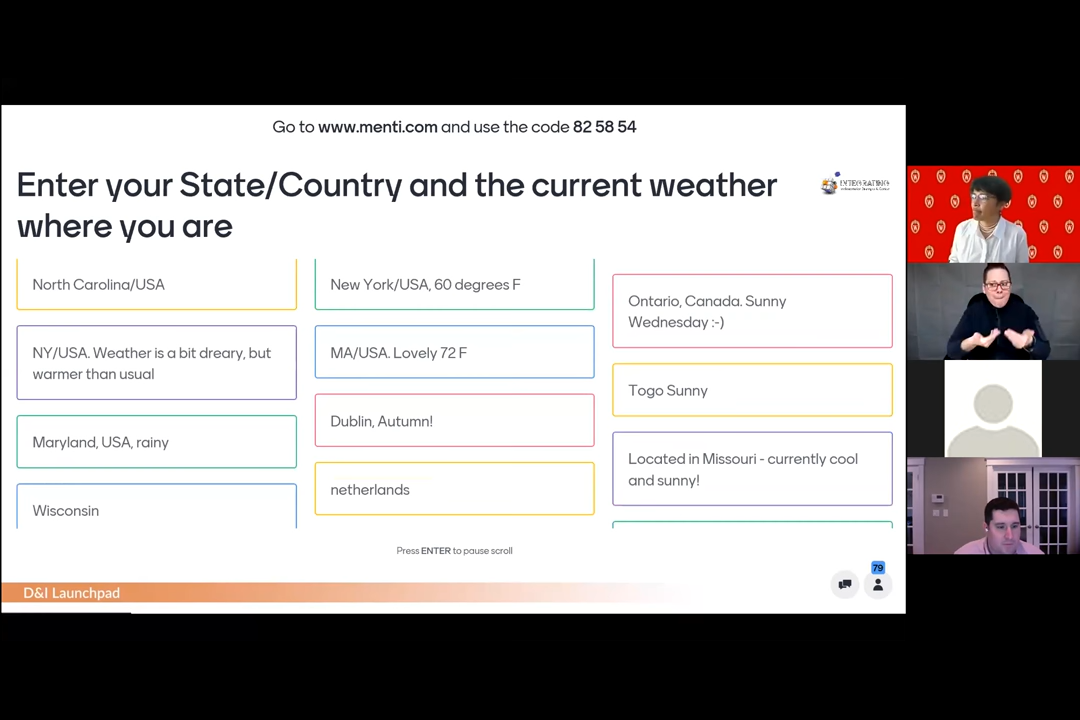 Go to www.menti.com and use the code 82 58 54
Enter your State/Country and the current weather
where you are
INTEGRATING
North Carolina/USA
NY/USA. Weather is a bit dreary, but
warmer than usual
Maryland, USA, rainy
Wisconsin
New York/USA, 60 degrees F
MA/USA. Lovely 72 F
Dublin, Autumn!
netherlands
Ontario, Canada. Sunny
Wednesday :-)
Togo Sunny
Located in Missouri - currently cool
and sunny!
Press ENTER to pause scroll
79
D&I Launchpad